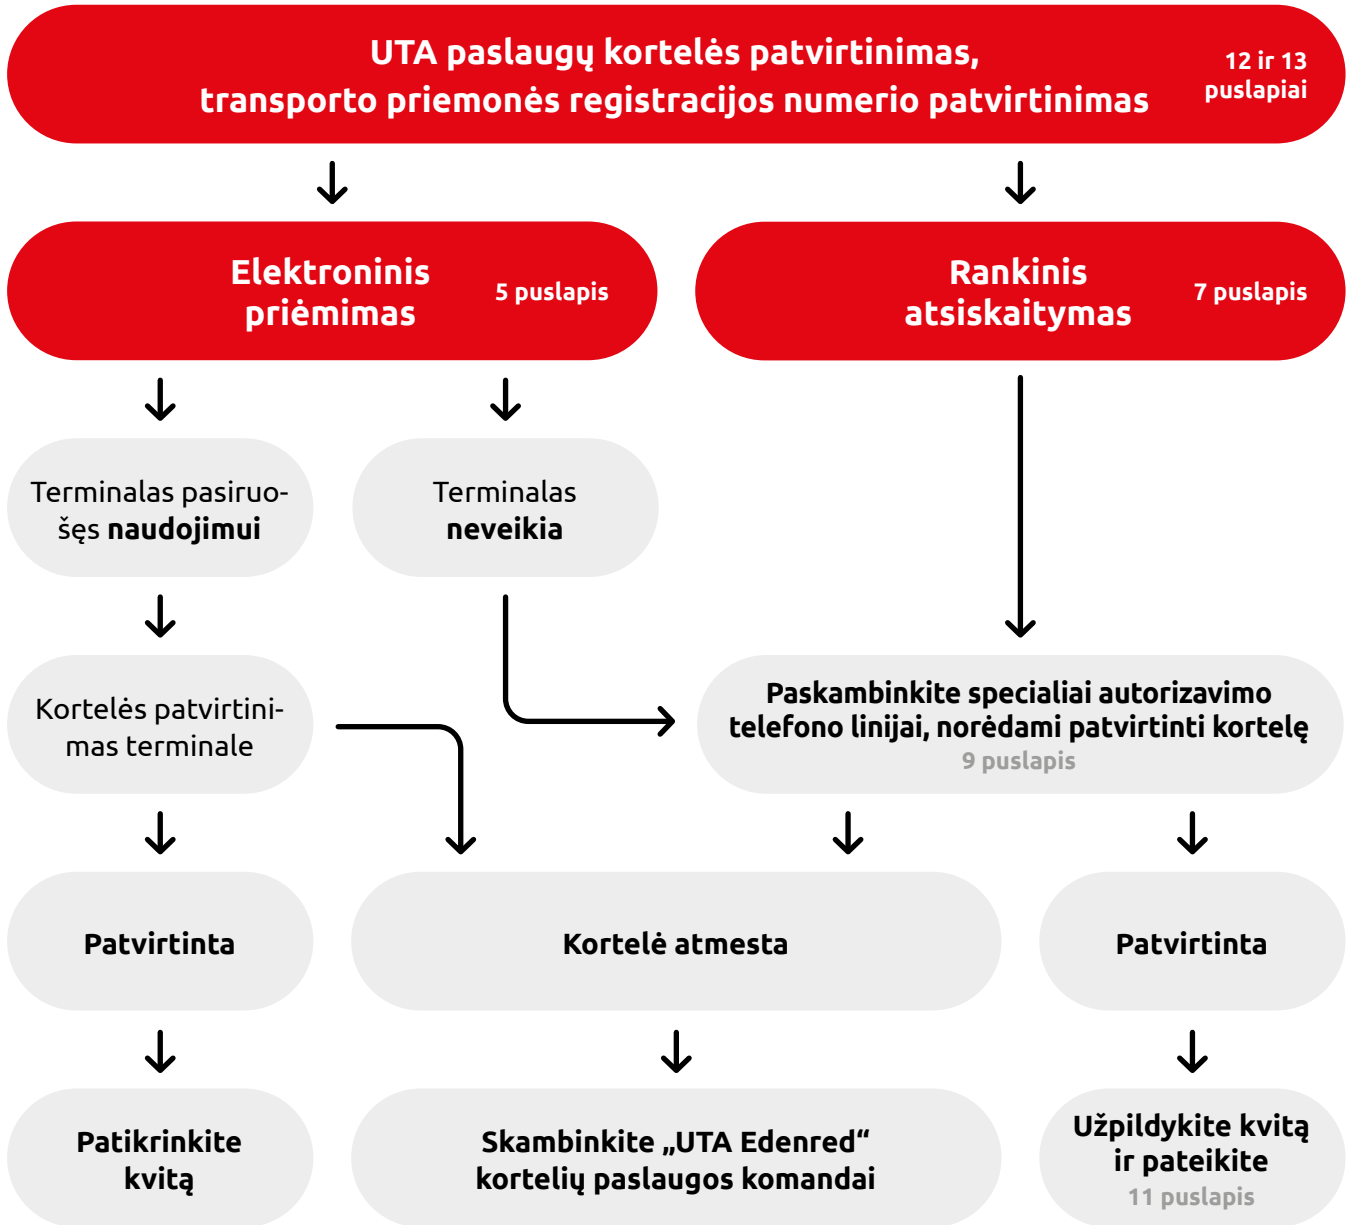 UTA paslaugų kortelės patvirtinimas,
transporto priemonės registracijos numerio patvirtinimas
12 ir 13
puslapiai
Elektroninis
priėmimas
5 puslapis
Rankinis
atsiskaitymas
7 puslapis
Terminalas pasiruo-
šęs naudojimui
Terminalas
neveikia
Kortelės patvirtini-
mas terminale
Paskambinkite specialiai autorizavimo
telefono linijai, norėdami patvirtinti kortelę
9 puslapis
Patvirtinta
Kortelė atmesta
Patvirtinta
Patikrinkite
kvitą
Skambinkite „UTA Edenred“
kortelių paslaugos komandai
Užpildykite kvitą
ir pateikite
11 puslapis